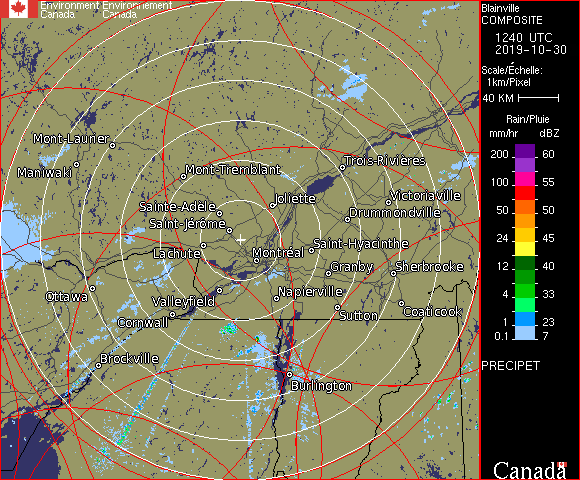 Environment Environnement
Canada Canada
Blainville
COMPOSITE
1240 UTC
2019-10-30
Scale/Échelle:
1km/Pixel
40 KM
Rain/Pluie
mm/hr dBZ
200 60
100 55
50 50
24 45
12 40
4 33
1 23
0.1 7
PRECIPET
Canada
Mont-Laurier
Maniwaki
Mont-Tremblant
Trois-Rivières
Sainte-Adèle
Joliette
Victoriaville
Saint-Jérôme
Drummondville
Lachute
Montréal
Saint-Hyacinthe
Granby
Sherbrooke
Ottawa
Valleyfield
Napierville
Cornwall
Sutton
Coaticook
Brockville
Burlington